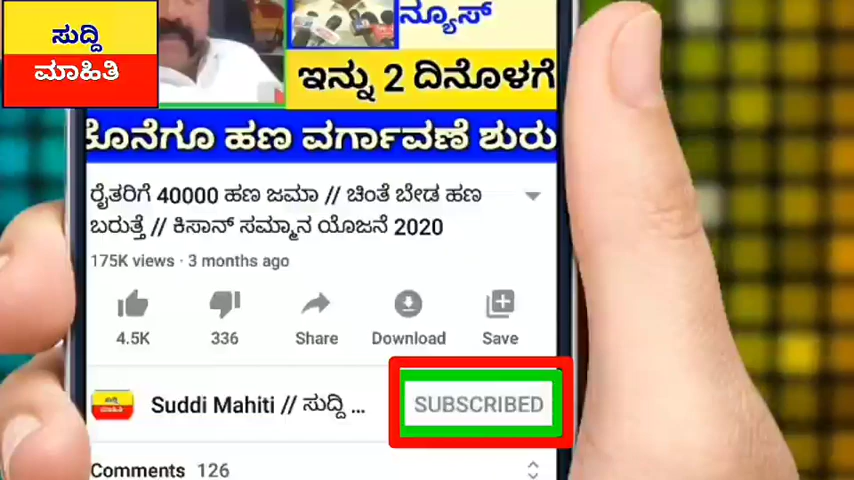 ಸುದ್ದಿ
ಮಾಹಿತಿ
ನ್ಯೂಸ್
ಇನ್ನು 2 ದಿನೊಳಗೆ
ಕೊನೆಗೂ ಹಣ ವರ್ಗಾವಣೆ ಶುರು
ರೈತರಿಗೆ 40000 ಹಣ ಜಮಾ // ಚಿಂತೆ ಬೇಡ ಹಣ
ಬರುತ್ತೆ // ಕಿಸಾನ್ ಸಮ್ಮಾನ ಯೋಜನೆ 2020
175K views · 3 months ago
4.5K 336 Share Download Save
ಸುದ್ದಿ
ಮಾಹಿತಿ
Suddi Mahiti // ಸುದ್ದಿ ... SUBSCRIBED
Comments 126